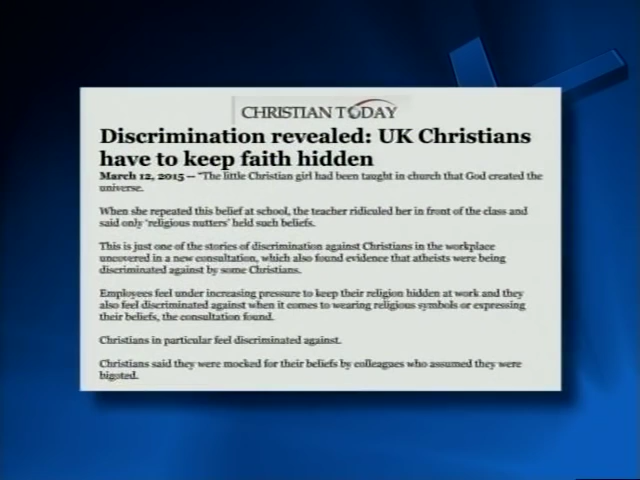 CHRISTIAN TODAY
Discrimination revealed: UK Christians
have to keep faith hidden
March 12, 2015 — "The little Christian girl had been taught in church that God created the
universe.
When she repeated this belief at school, the teacher ridiculed her in front of the class and
said only 'religious nutters' held such beliefs.
This is just one of the stories of discrimination against Christians in the workplace
uncovered in a new consultation, which also found evidence that atheists were being
discriminated against by some Christians.
Employees feel under increasing pressure to keep their religion hidden at work and they
also feel discriminated against when it comes to wearing religious symbols or expressing
their beliefs, the consultation found.
Christians in particular feel discriminated against.
Christians said they were mocked for their beliefs by colleagues who assumed they were
bigoted.